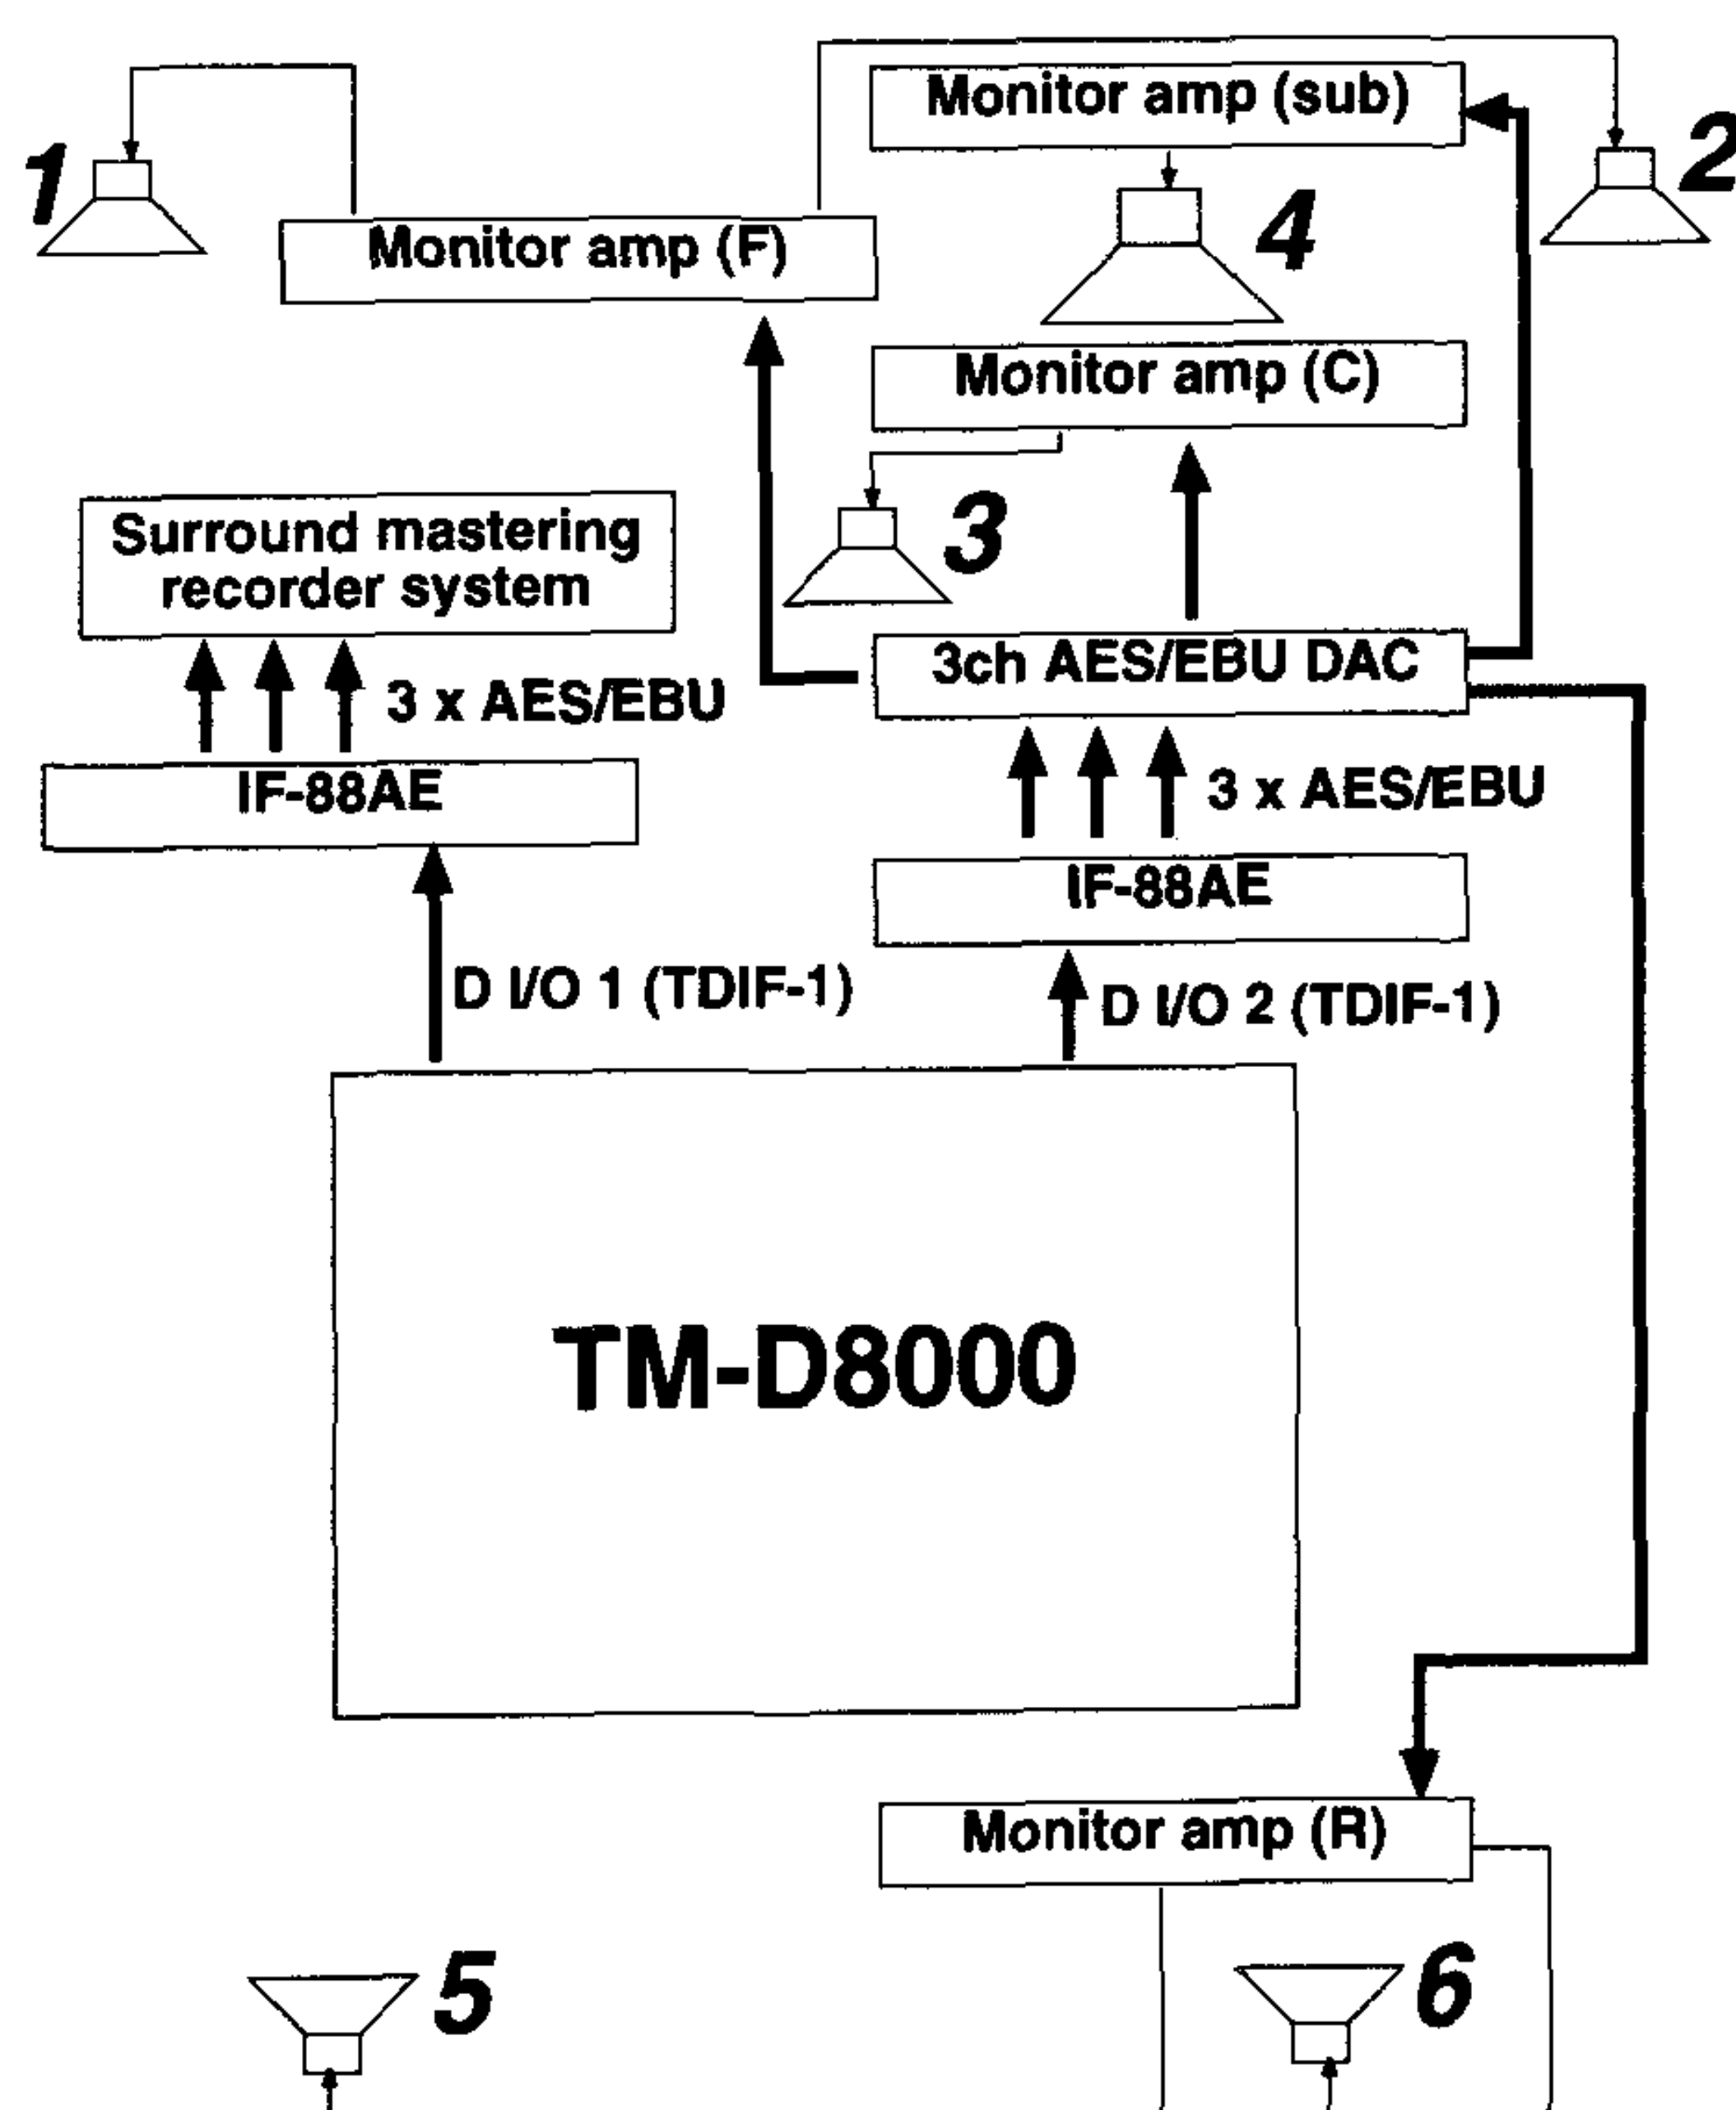 Monitor amp (sub)
1
2
4
Monitor amp (F)
Monitor amp (C)
3
Surround mastering
recorder system
3ch AES/EBU DAC
3 x AES/EBU
IF-88AE
3 x AES/EBU
IF-88AE
D I/O 1 (TDIF-1)
D I/O 2 (TDIF-1)
TM-D8000
Monitor amp (R)
5
6